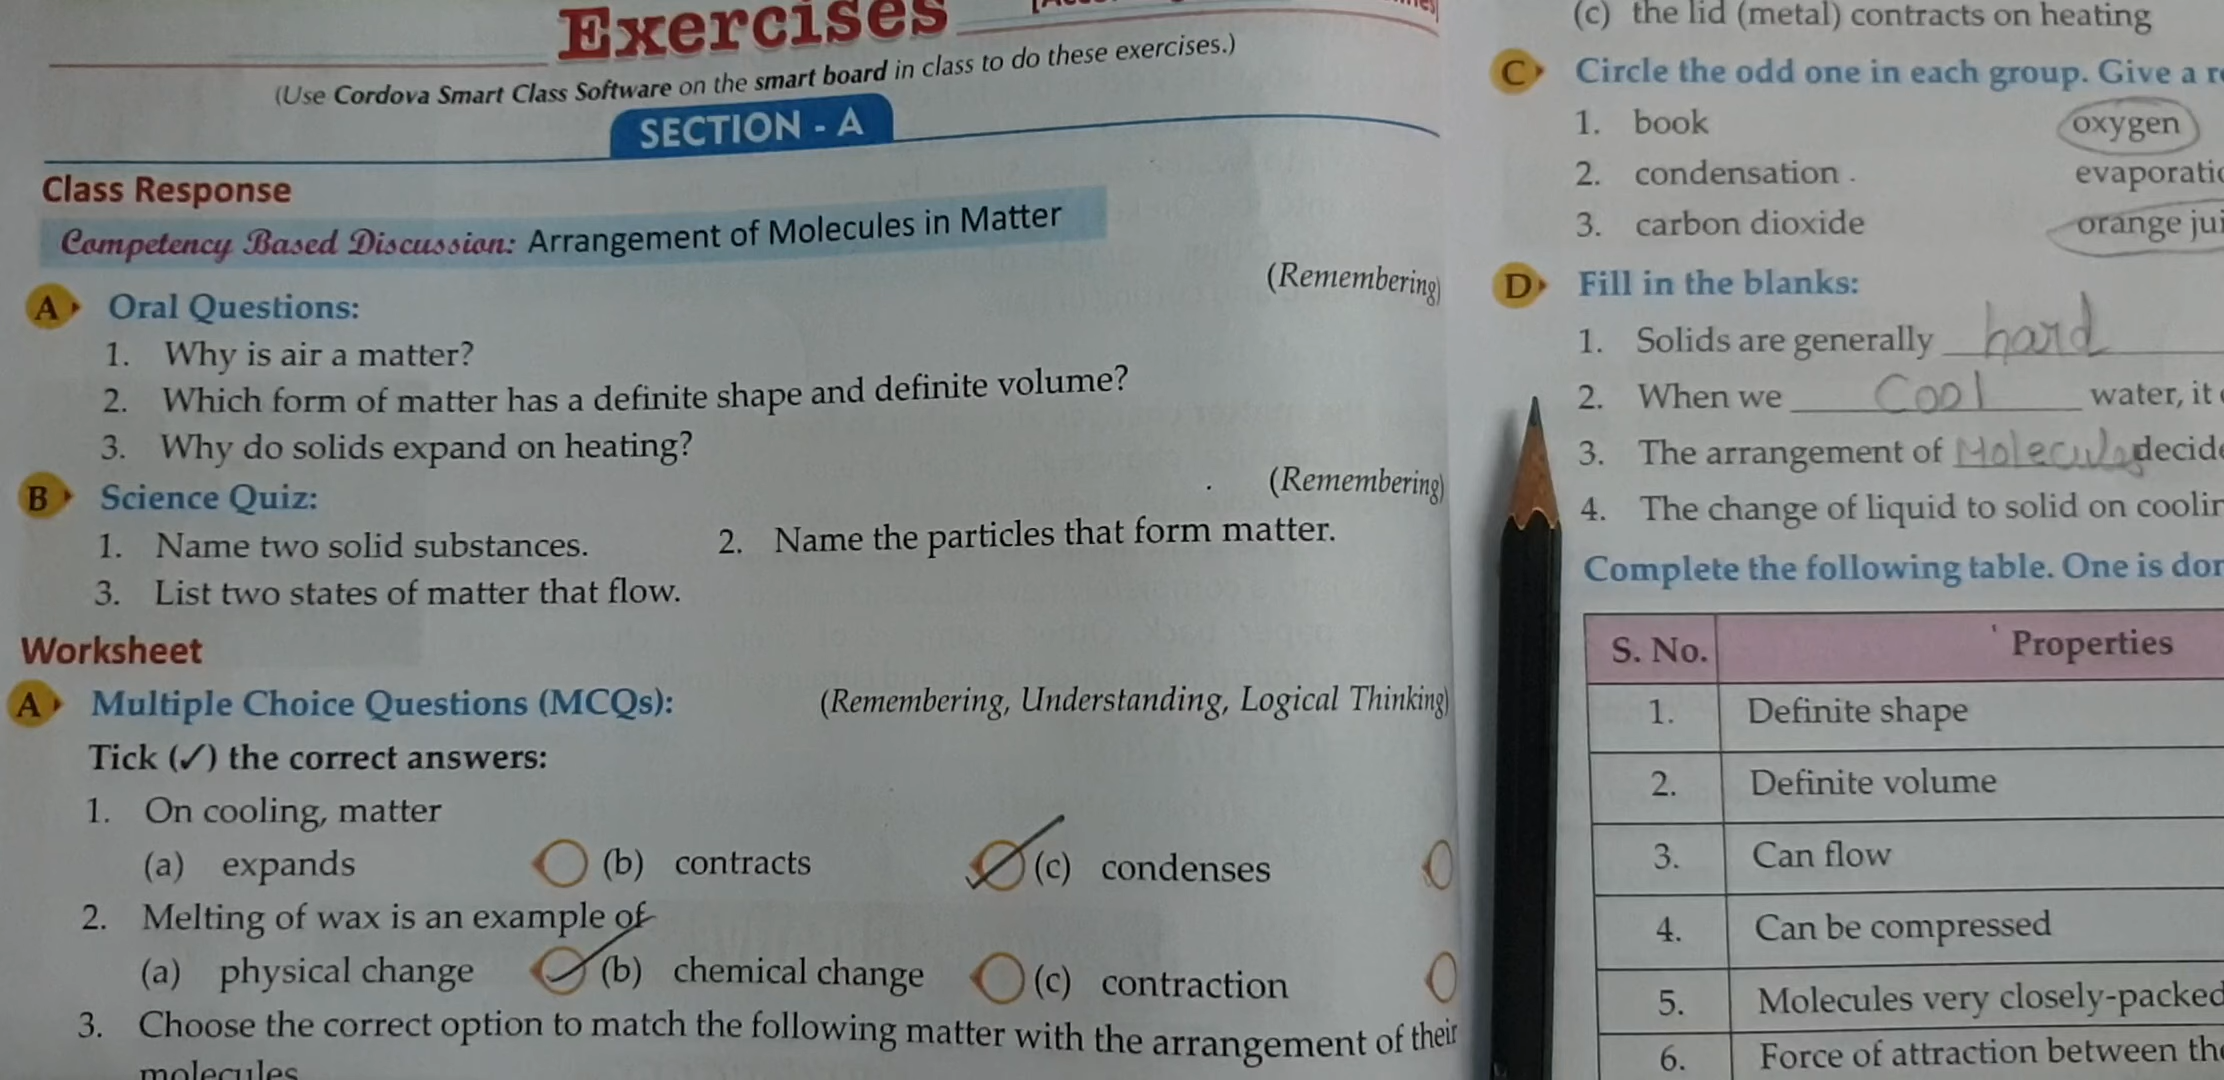 Exercises
(Use Cordova Smart Class Software on the smart board in class to do these exercises.)
SECTION - A
Class Response
Competency Based Discussion: Arrangement of Molecules in Matter
(Remembering)
A Oral Questions:
1. Why is air a matter?
2. Which form of matter has a definite shape and definite volume?
3. Why do solids expand on heating?
(Remembering)
B Science Quiz:
1. Name two solid substances. 2. Name the particles that form matter.
3. List two states of matter that flow.
Worksheet
A Multiple Choice Questions (MCQs): (Remembering, Understanding, Logical Thinking)
Tick (✓) the correct answers:
1. On cooling, matter
(a) expands (b) contracts (c) condenses
2. Melting of wax is an example of
(a) physical change (b) chemical change (c) contraction
3. Choose the correct option to match the following matter with the arrangement of their
molecules
(c) the lid (metal) contracts on heating
C Circle the odd one in each group. Give a
1. book oxygen
2. condensation
3. carbon dioxide orange
D Fill in the blanks:
1. Solids are generally hard
2. When we Cool water, it
3. The arrangement of
4. The change of liquid to solid on
Complete the following table. One is
S. No. Properties
1. Definite shape
2. Definite volume
3. Can flow
4. Can be compressed
5. Molecules very closely-packed
6. Force of attraction between